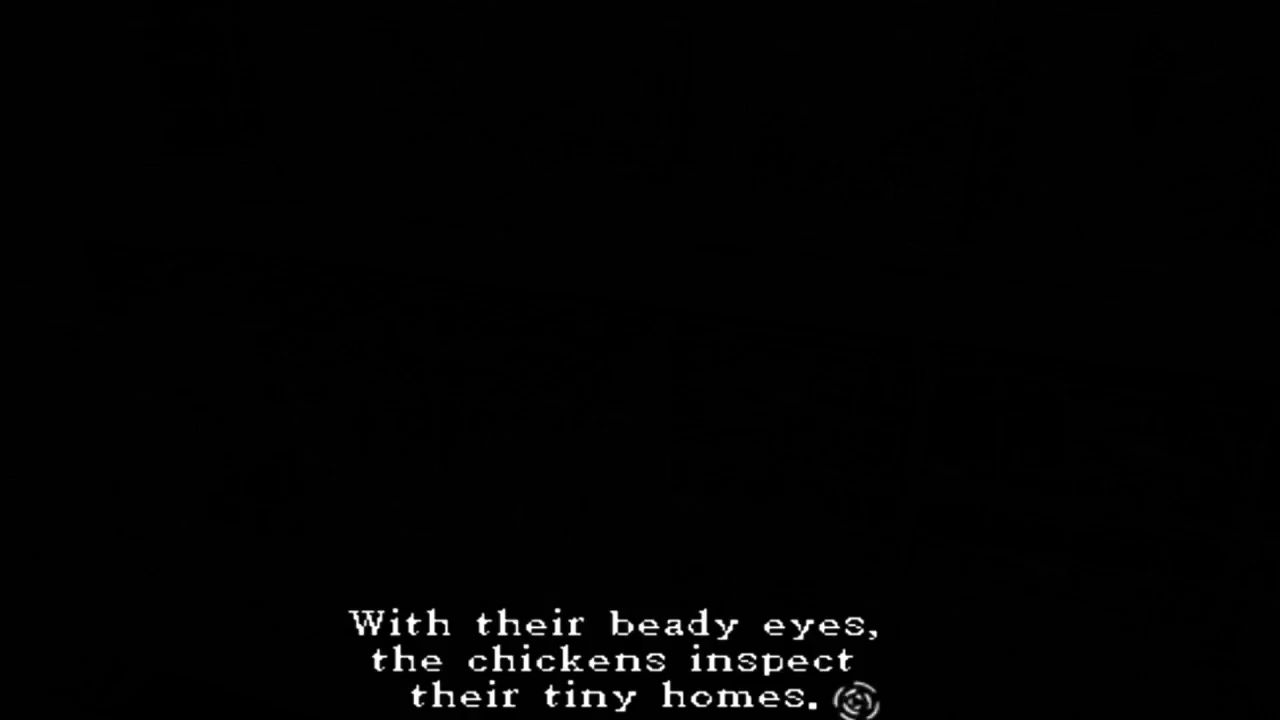 With their beady eyes,
the chickens inspect
their tiny homes.